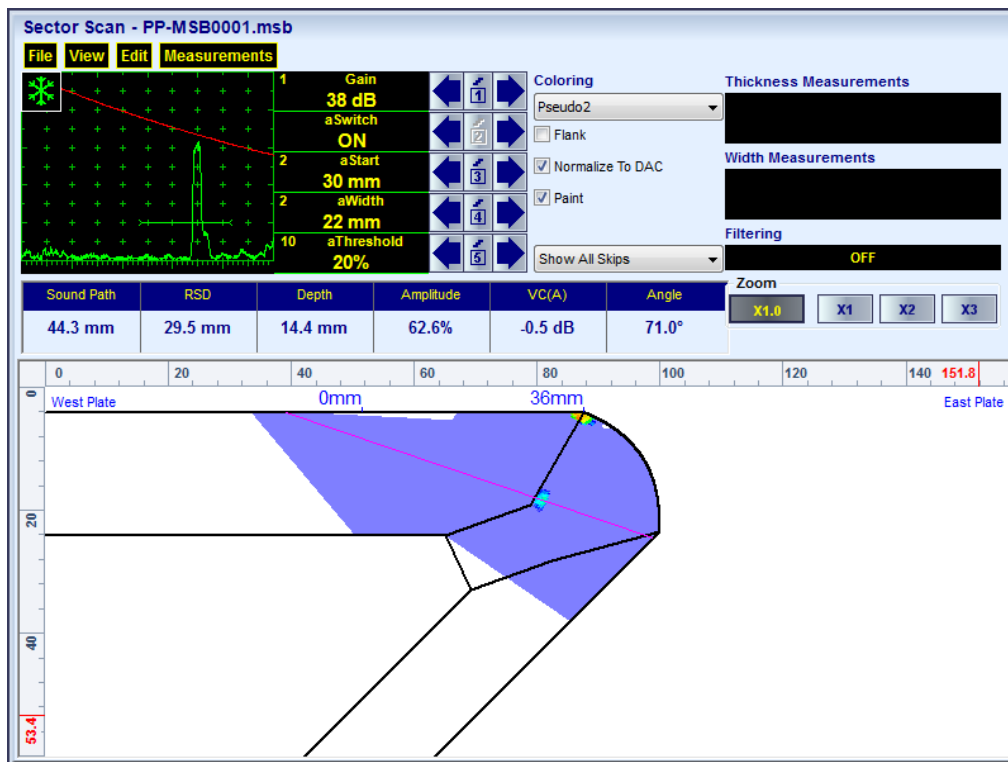 Sector Scan - PP-MSB0001.msb
File View Edit Measurements
1 Gain
38 dB
1
aSwitch
ON
2
2 aStart
30 mm
3
2 aWidth
22 mm
4
10 aThreshold
20%
5
Coloring
Pseudo2
Flank
Normalize To DAC
Paint
Show All Skips
Thickness Measurements
Width Measurements
Filtering
OFF
Zoom
X1.0 X1 X2 X3
Sound Path RSD Depth Amplitude VC(A) Angle
44.3 mm 29.5 mm 14.4 mm 62.6% -0.5 dB 71.0°
0 20 40 60 80 100 120 140 151.8
0
20
40
53.4
West Plate 0mm 36mm East Plate